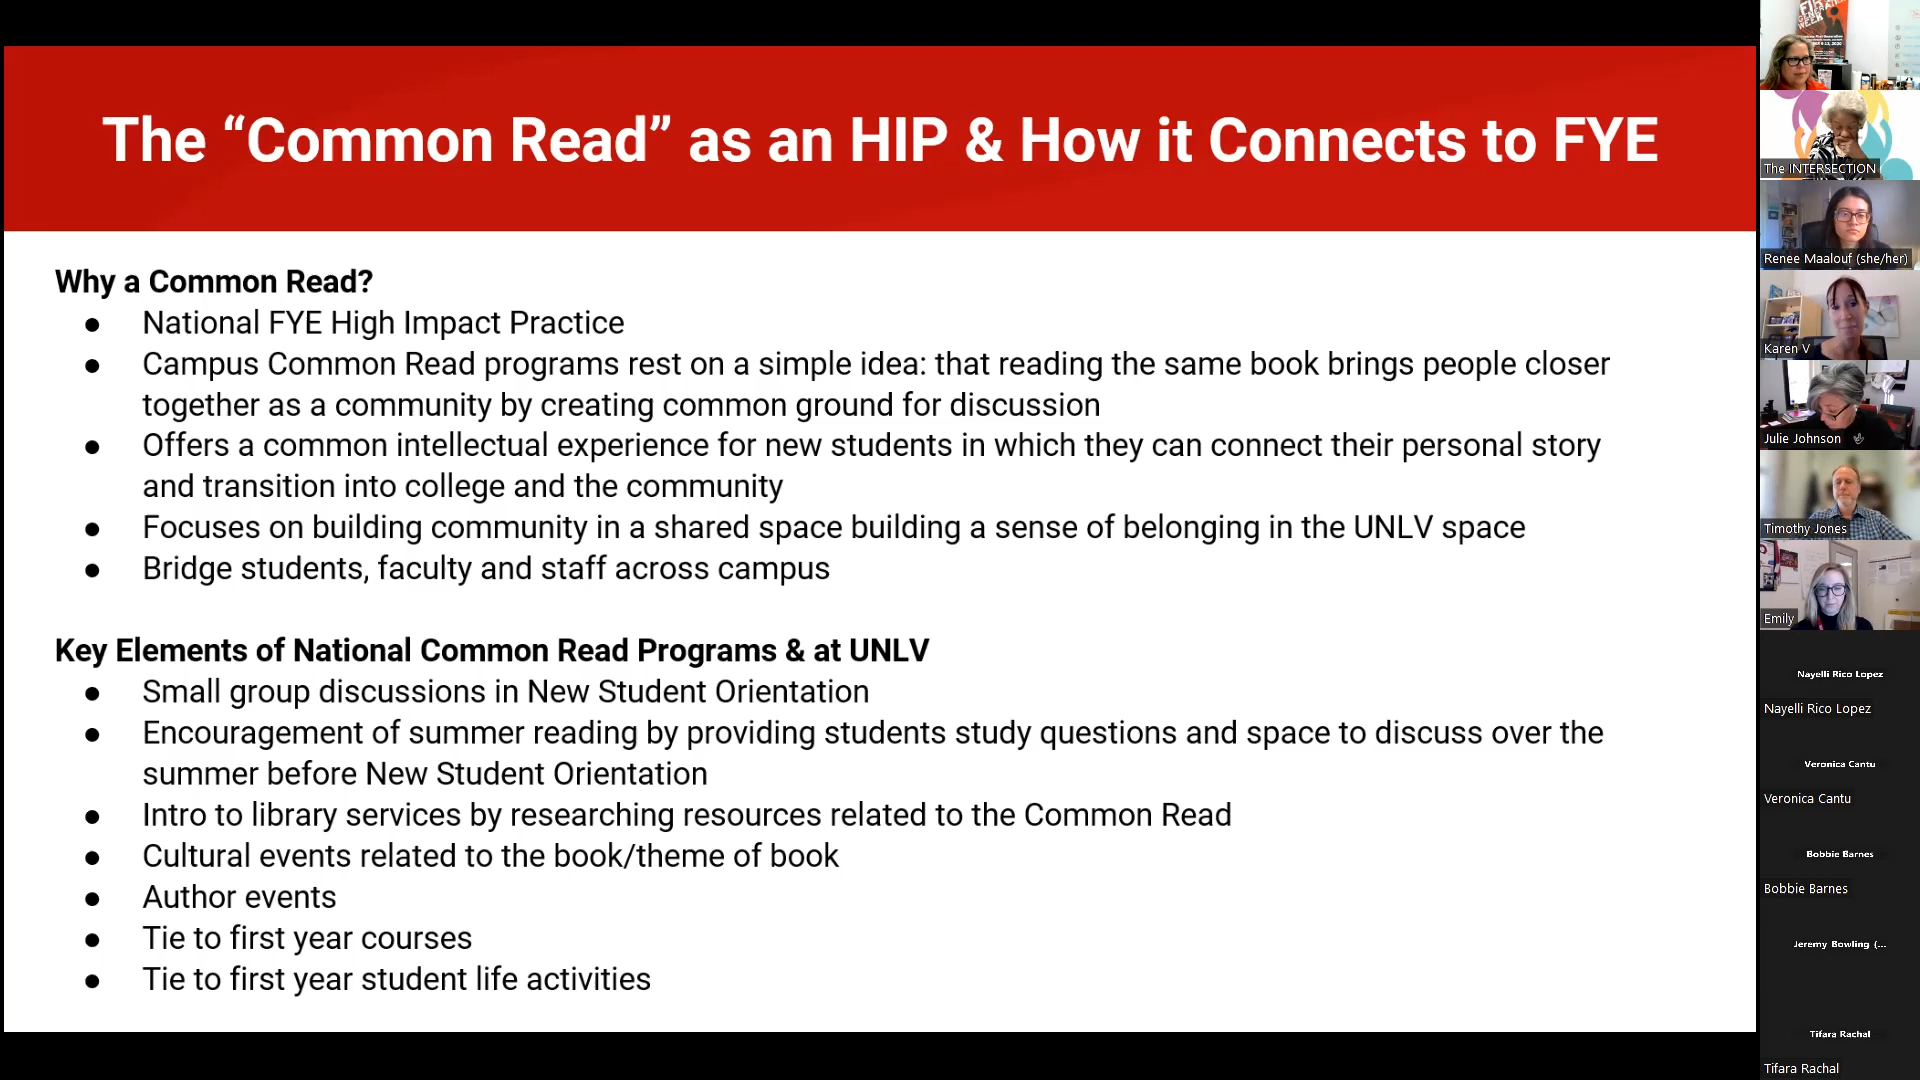 The “Common Read” as an HIP & How it Connects to FYE
Why a Common Read?
● National FYE High Impact Practice
● Campus Common Read programs rest on a simple idea: that reading the same book brings people closer
together as a community by creating common ground for discussion
● Offers a common intellectual experience for new students in which they can connect their personal story
and transition into college and the community
● Focuses on building community in a shared space building a sense of belonging in the UNLV space
● Bridge students, faculty and staff across campus
Key Elements of National Common Read Programs & at UNLV
● Small group discussions in New Student Orientation
● Encouragement of summer reading by providing students study questions and space to discuss over the
summer before New Student Orientation
● Intro to library services by researching resources related to the Common Read
● Cultural events related to the book/theme of book
● Author events
● Tie to first year courses
● Tie to first year student life activities
The INTERSECTION
Renee Maalouf (she/her)
Karen V
Julie Johnson
Timothy Jones
Emily
Nayelli Rico Lopez
Nayelli Rico Lopez
Veronica Cantu
Veronica Cantu
Bobbie Barnes
Bobbie Barnes
Jeremy Bowling (...
Tifara Rachal
Tifara Rachal